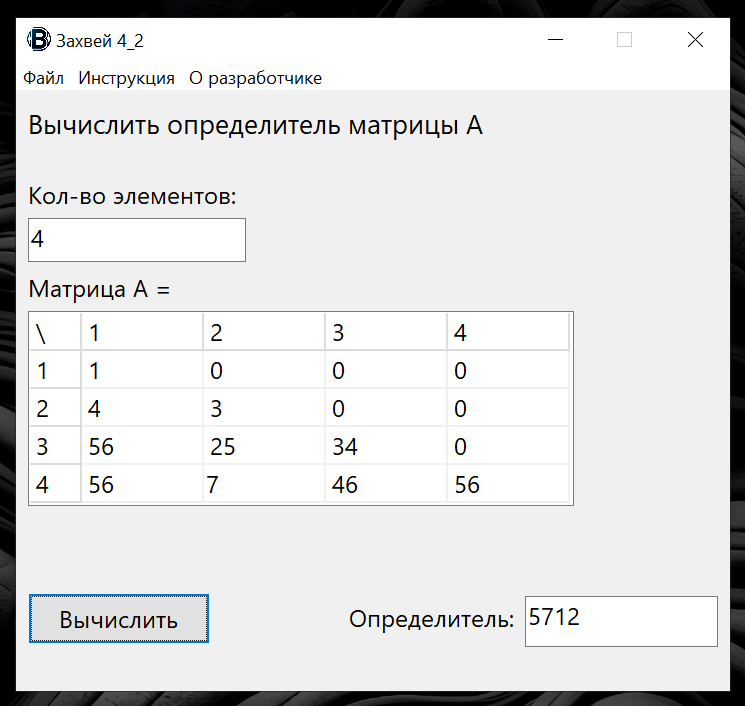 B Захвей 4_2
Файл Инструкция О разработчике
Вычислить определитель матрицы А
Кол-во элементов:
4
Матрица А =
\ 1 2 3 4
1 1 0 0 0
2 4 3 0 0
3 56 25 34 0
4 56 7 46 56
Вычислить Определитель: 5712